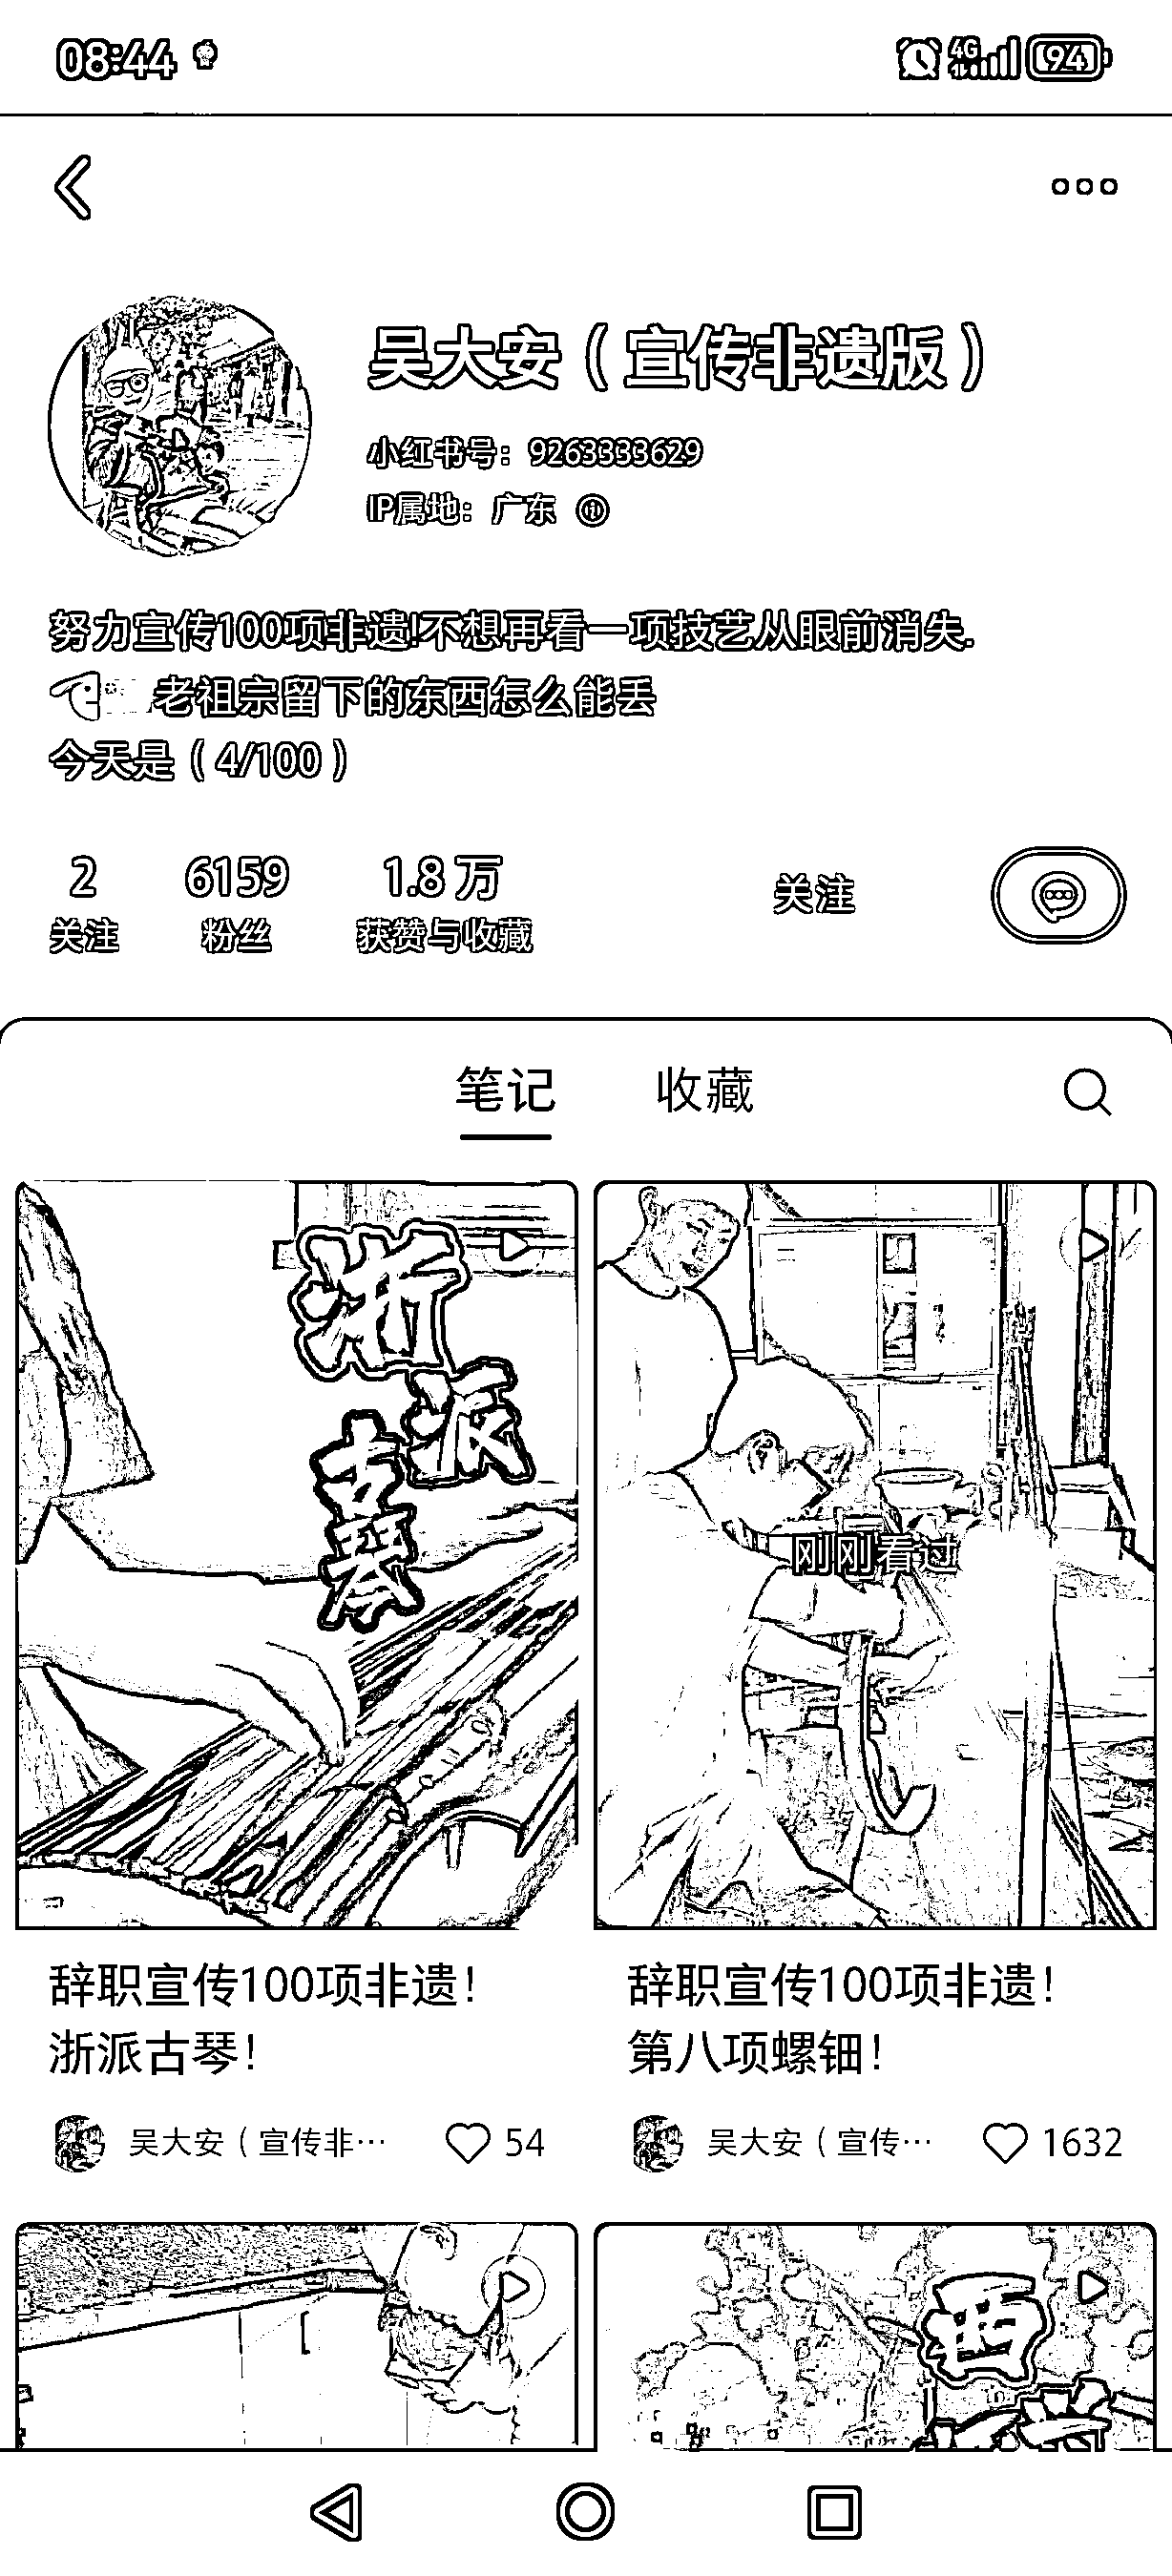 08:44
4G
94
吴大安（宣传非遗版）
小红书号：9263333629
IP属地：广东
努力宣传100项非遗!不想再看一项技艺从眼前消失.
老祖宗留下的东西怎么能丢
今天是（4/100）
2
6159
1.8 万
关注
粉丝
获赞与收藏
关注
笔记
收藏
浙派古琴
刚刚看过
辞职宣传100项非遗！
浙派古琴！
辞职宣传100项非遗！
第八项螺钿！
吴大安（宣传非…
54
吴大安（宣传…
1632